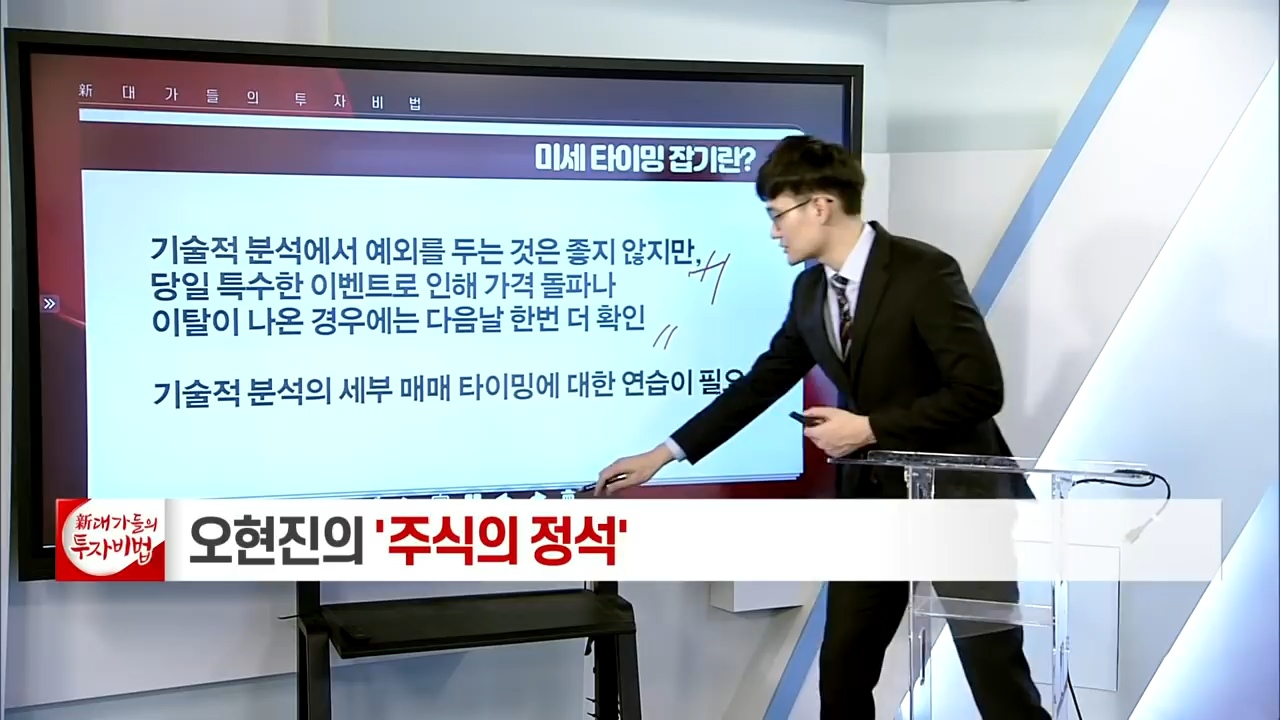 新 대 가 들 의 투 자 비 법
미세 타이밍 잡기란?
기술적 분석에서 예외를 두는 것은 좋지 않지만,
당일 특수한 이벤트로 인해 가격 돌파나
이탈이 나온 경우에는 다음날 한번 더 확인
기술적 분석의 세부 매매 타이밍에 대한 연습이
新대가들의
투자비법
오현진의 '주식의 정석'